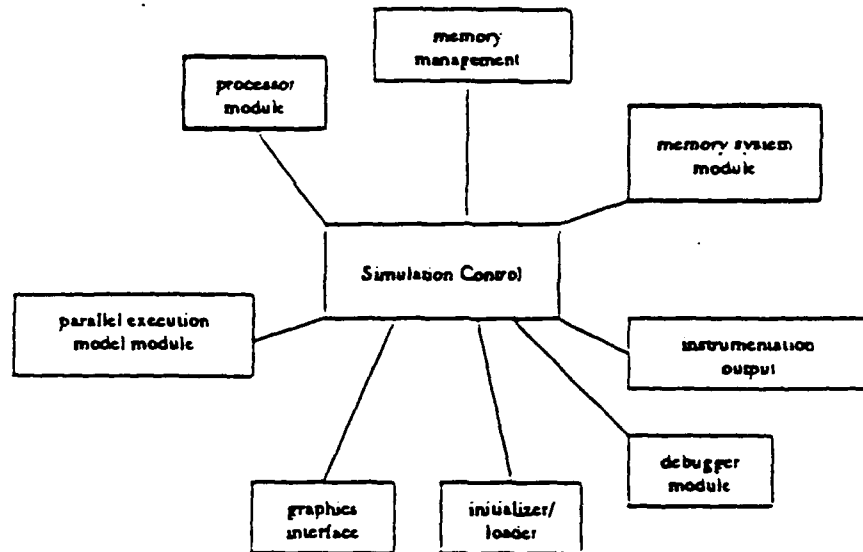 memory
management
processor
module
memory system
module
Simulation Control
parallel execution
model module
instrumentation
output
debugger
module
graphics
interface
initializer/
loader